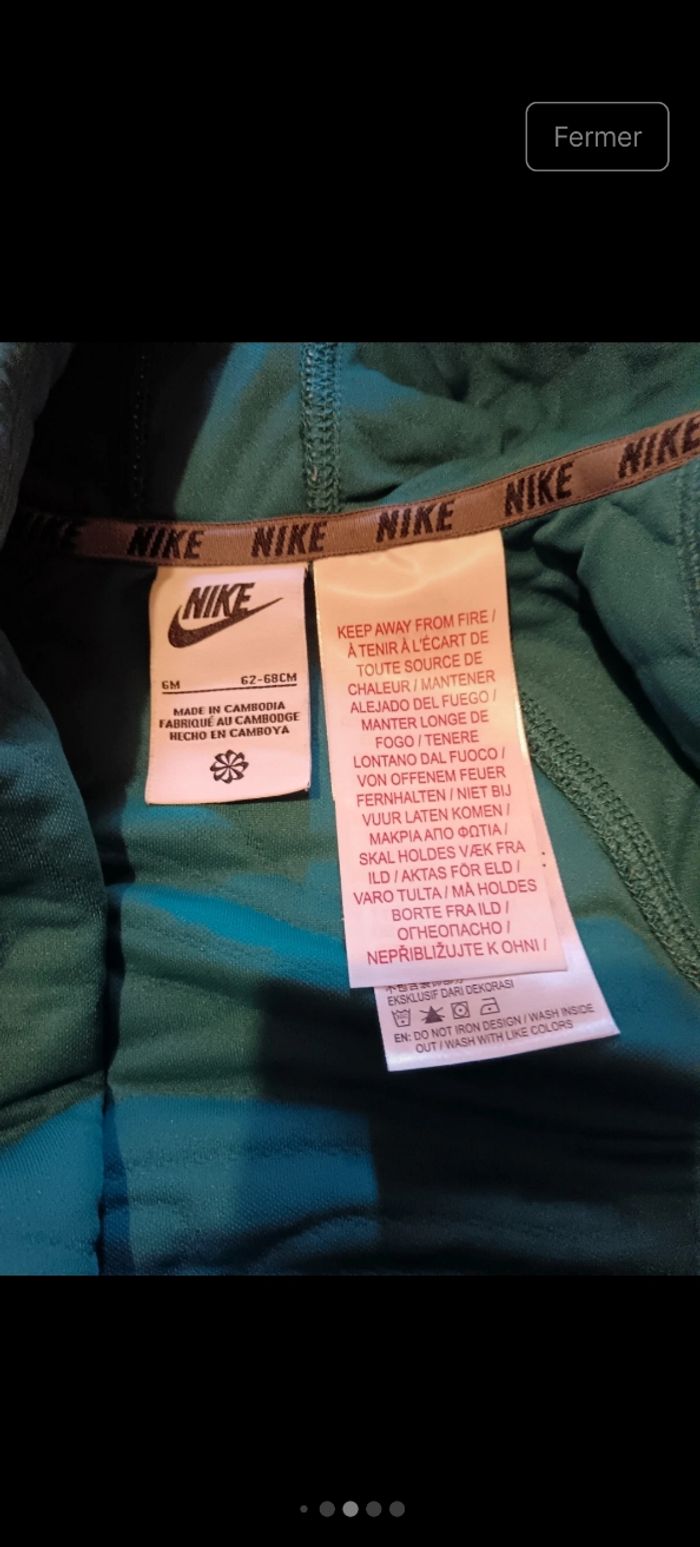 Fermer
NIKE NIKE NIKE NIKE NIKE NIKE
NIKE
6M 62-68CM
MADE IN CAMBODIA
FABRIQUÉ AU CAMBODGE
HECHO EN CAMBOYA
KEEP AWAY FROM FIRE /
À TENIR À L'ÉCART DE
TOUTE SOURCE DE
CHALEUR / MANTENER
ALEJADO DEL FUEGO /
MANTER LONGE DE
FOGO / TENERE
LONTANO DAL FUOCO /
VON OFFENEM FEUER
FERNHALTEN / NIET BIJ
VUUR LATEN KOMEN /
ΜΑΚΡΙΑ ΑΠΟ ΦΩΤΙΑ /
SKAL HOLDES VÆK FRA
ILD / AKTAS FÖR ELD /
VARO TULTA / MÅ HOLDES
BORTE FRA ILD /
ОГНЕОПАСНО /
NEPŘIBLIŽUJTE K OHNI /
EKSKLUSIF DARI DEKORASI
EN: DO NOT IRON DESIGN / WASH INSIDE
OUT / WASH WITH LIKE COLORS